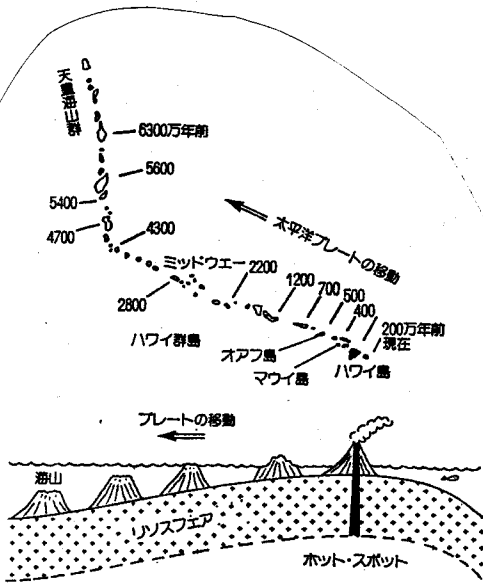 天皇海山群
6300万年前
5600
5400
4700
4300
太平洋プレートの移動
ミッドウエー
2200
2800
1200
700
500
400
200万年前
現在
ハワイ群島
オアフ島
マウイ島
ハワイ島
プレートの移動
海山
リソスフェア
ホット・スポット